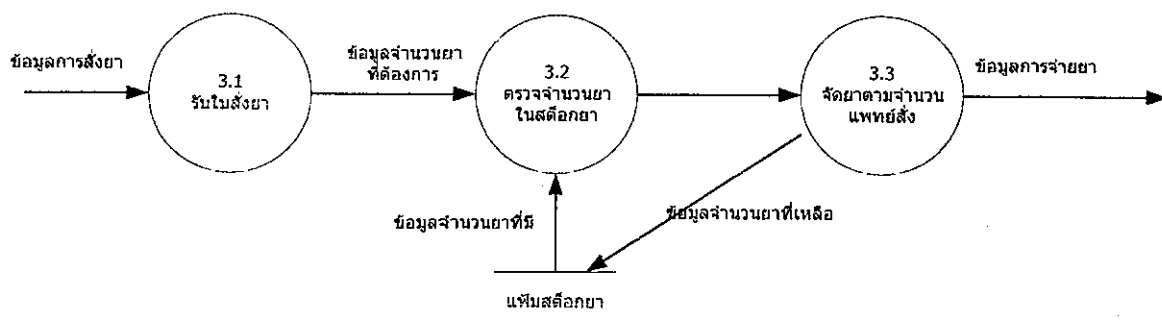 ข้อมูลการสั่งยา
3.1
รับใบสั่งยา
ข้อมูลจำนวนยา
ที่ต้องการ
3.2
ตรวจจำนวนยา
ในสต๊อกยา
3.3
จัดยาตามจำนวน
แพทย์สั่ง
ข้อมูลการจ่ายยา
ข้อมูลจำนวนยาที่มี
ข้อมูลจำนวนยาที่เหลือ
แฟ้มสต๊อกยา